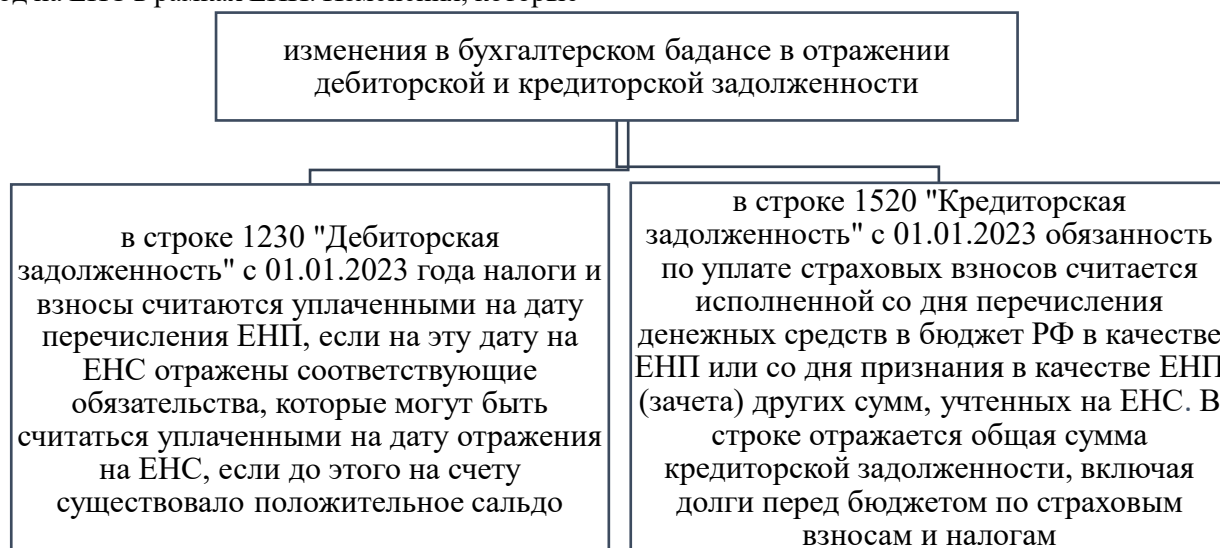 изменения в бухгалтерском бадансе в отражении
дебиторской и кредиторской задолженности
в строке 1230 "Дебиторская
задолженность" с 01.01.2023 года налоги и
взносы считаются уплаченными на дату
перечисления ЕНП, если на эту дату на
ЕНС отражены соответствующие
обязательства, которые могут быть
считаться уплаченными на дату отражения
на ЕНС, если до этого на счету
существовало положительное сальдо
в строке 1520 "Кредиторская
задолженность" с 01.01.2023 обязанность
по уплате страховых взносов считается
исполненной со дня перечисления
денежных средств в бюджет РФ в качестве
ЕНП или со дня признания в качестве ЕНП
(зачета) других сумм, учтенных на ЕНС. В
строке отражается общая сумма
кредиторской задолженности, включая
долги перед бюджетом по страховым
взносам и налогам